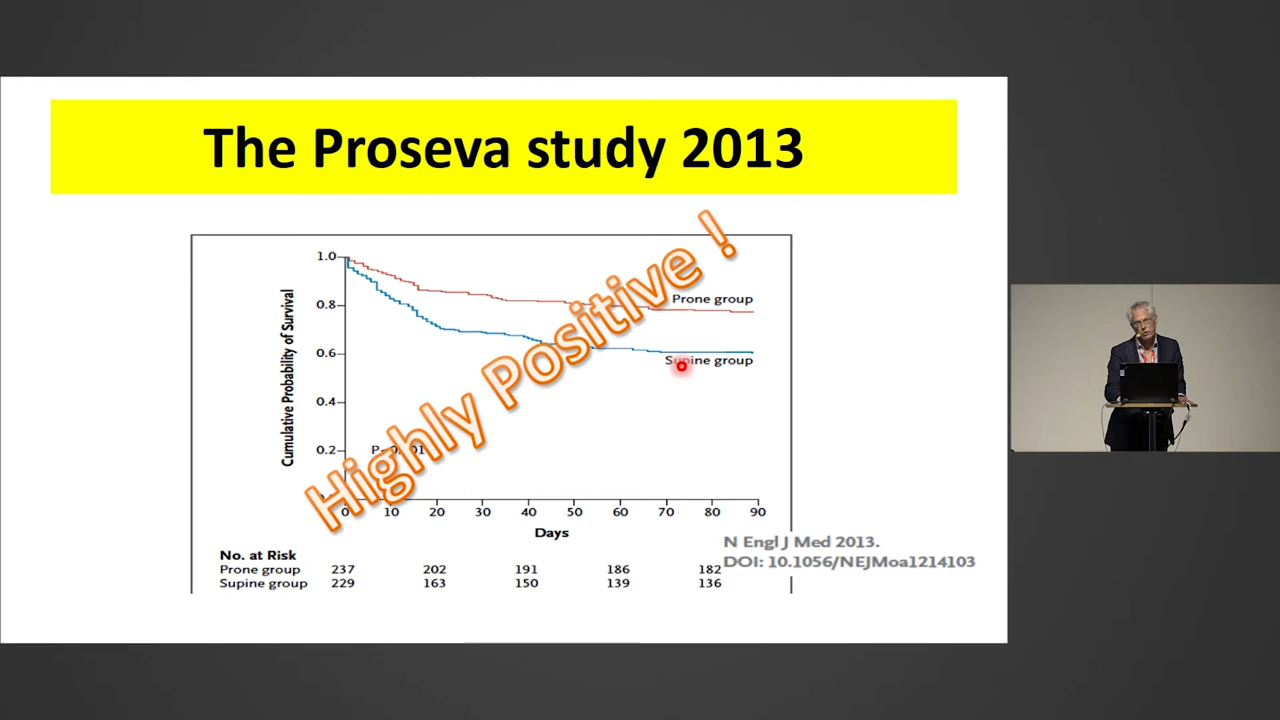 The Proseva study 2013
Highly Positive !
Cumulative Probability of Survival
1.0
0.8
0.6
0.4
0.2
Prone group
Supine group
0 10 20 30 40 50 60 70 80 90
Days
No. at Risk
Prone group 237 202 191 186 182
Supine group 229 163 150 139 136
N Engl J Med 2013.
DOI: 10.1056/NEJMoa1214103